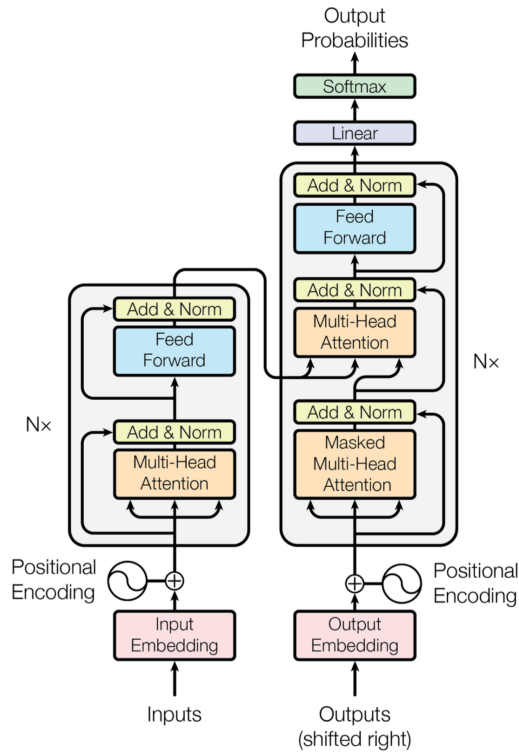 Output
Probabilities
Softmax
Linear
Add & Norm
Feed
Forward
Add & Norm
Multi-Head
Attention
Add & Norm
Masked
Multi-Head
Attention
Nx
Positional
Encoding
Output
Embedding
Outputs
(shifted right)
Add & Norm
Feed
Forward
Add & Norm
Multi-Head
Attention
N×
Positional
Encoding
Input
Embedding
Inputs